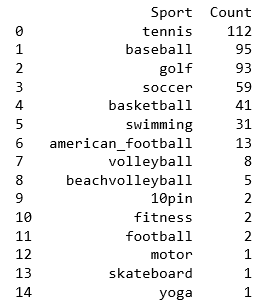 Sport Count
0 tennis 112
1 baseball 95
2 golf 93
3 soccer 59
4 basketball 41
5 swimming 31
6 american_football 13
7 volleyball 8
8 beachvolleyball 5
9 10pin 2
10 fitness 2
11 football 2
12 motor 1
13 skateboard 1
14 yoga 1